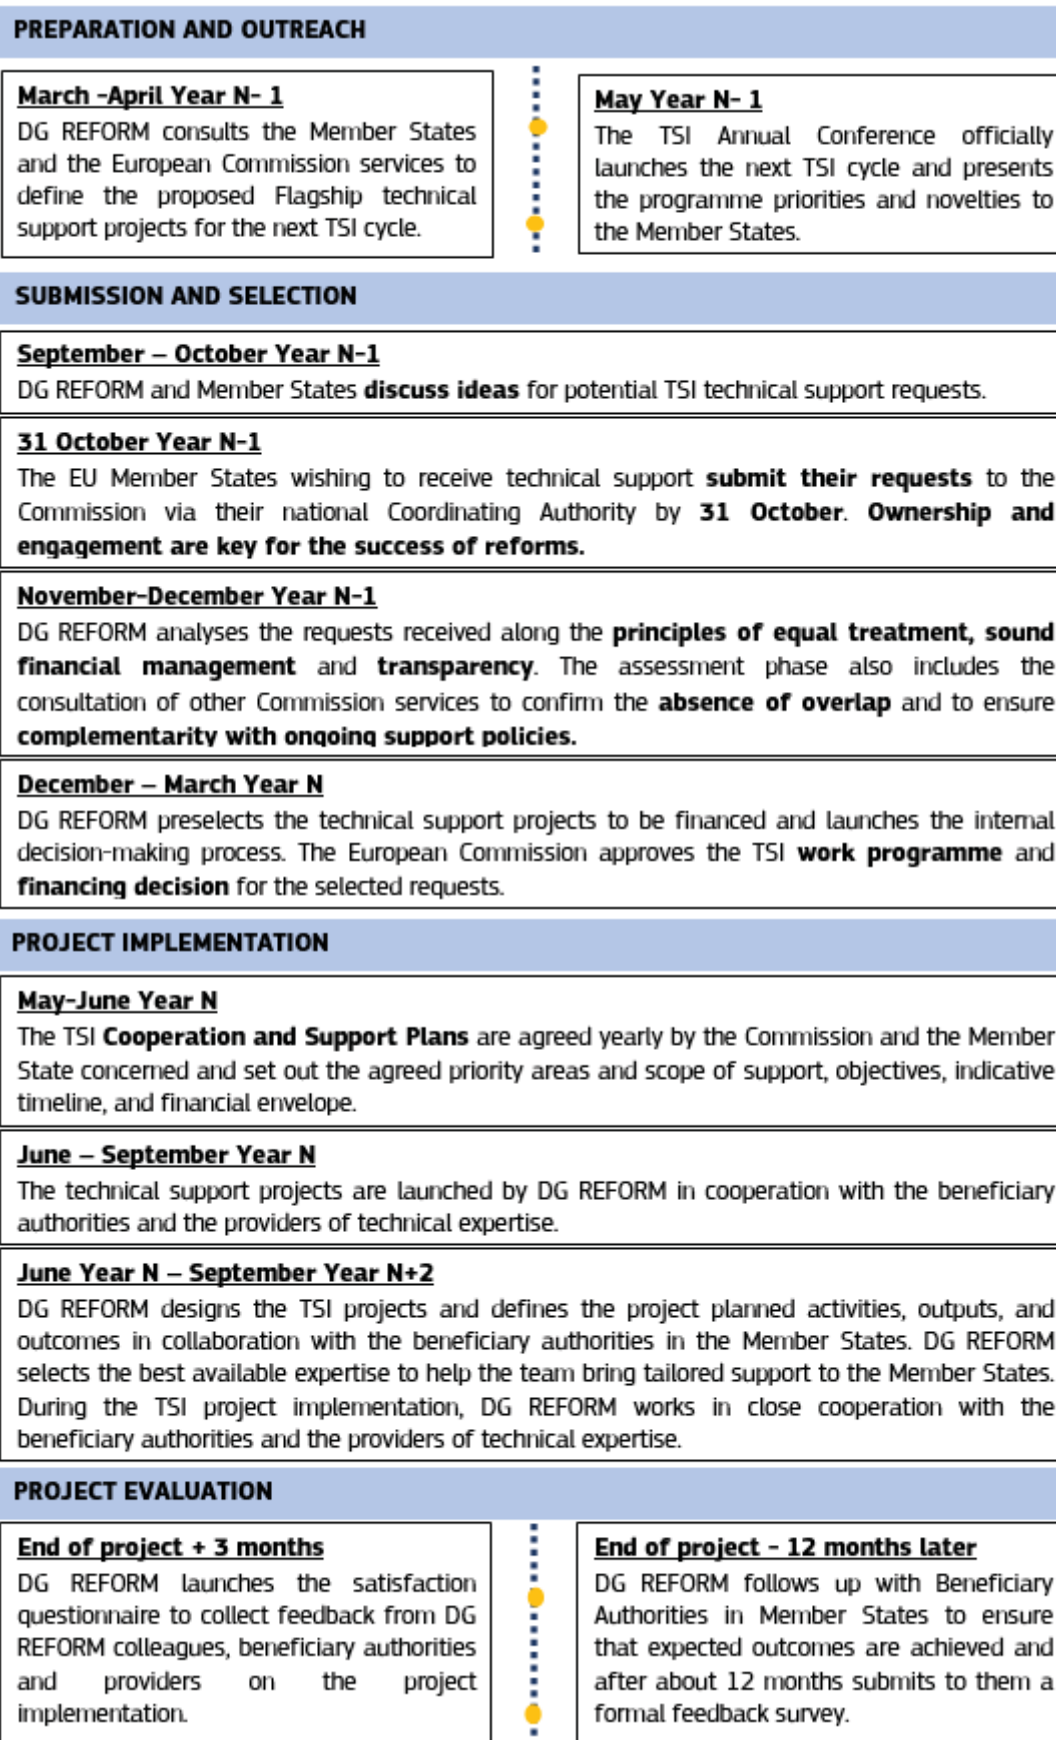 PREPARATION AND OUTREACH
March -April Year N- 1
DG REFORM consults the Member States
and the European Commission services to
define the proposed Flagship technical
support projects for the next TSI cycle.
May Year N- 1
The TSI Annual Conference officially
launches the next TSI cycle and presents
the programme priorities and novelties to
the Member States.
SUBMISSION AND SELECTION
September – October Year N-1
DG REFORM and Member States discuss ideas for potential TSI technical support requests.
31 October Year N-1
The EU Member States wishing to receive technical support submit their requests to the
Commission via their national Coordinating Authority by 31 October. Ownership and
engagement are key for the success of reforms.
November-December Year N-1
DG REFORM analyses the requests received along the principles of equal treatment, sound
financial management and transparency. The assessment phase also includes the
consultation of other Commission services to confirm the absence of overlap and to ensure
complementarity with ongoing support policies.
December – March Year N
DG REFORM preselects the technical support projects to be financed and launches the internal
decision-making process. The European Commission approves the TSI work programme and
financing decision for the selected requests.
PROJECT IMPLEMENTATION
May-June Year N
The TSI Cooperation and Support Plans are agreed yearly by the Commission and the Member
State concerned and set out the agreed priority areas and scope of support, objectives, indicative
timeline, and financial envelope.
June – September Year N
The technical support projects are launched by DG REFORM in cooperation with the beneficiary
authorities and the providers of technical expertise.
June Year N – September Year N+2
DG REFORM designs the TSI projects and defines the project planned activities, outputs, and
outcomes in collaboration with the beneficiary authorities in the Member States. DG REFORM
selects the best available expertise to help the team bring tailored support to the Member States.
During the TSI project implementation, DG REFORM works in close cooperation with the
beneficiary authorities and the providers of technical expertise.
PROJECT EVALUATION
End of project + 3 months
DG REFORM launches the satisfaction
questionnaire to collect feedback from DG
REFORM colleagues, beneficiary authorities
and providers on the project
implementation.
End of project - 12 months later
DG REFORM follows up with Beneficiary
Authorities in Member States to ensure
that expected outcomes are achieved and
after about 12 months submits to them a
formal feedback survey.